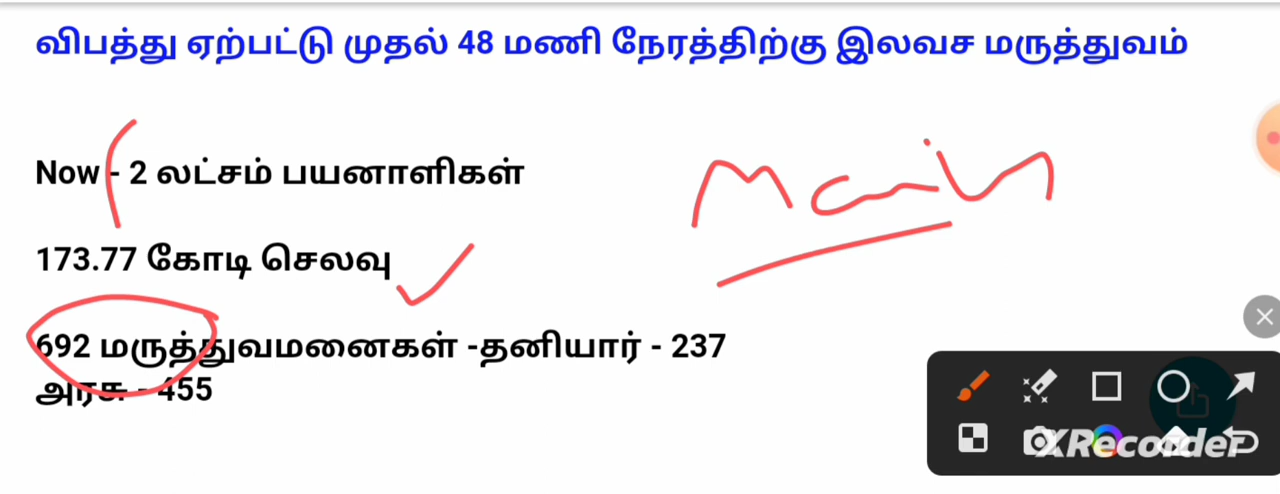 விபத்து ஏற்பட்டு முதல் 48 மணி நேரத்திற்கு இலவச மருத்துவம்
Now - 2 லட்சம் பயனாளிகள்
Main
173.77 கோடி செலவு
692 மருத்துவமனைகள் -தனியார் - 237
அரசு - 455
XRecorder